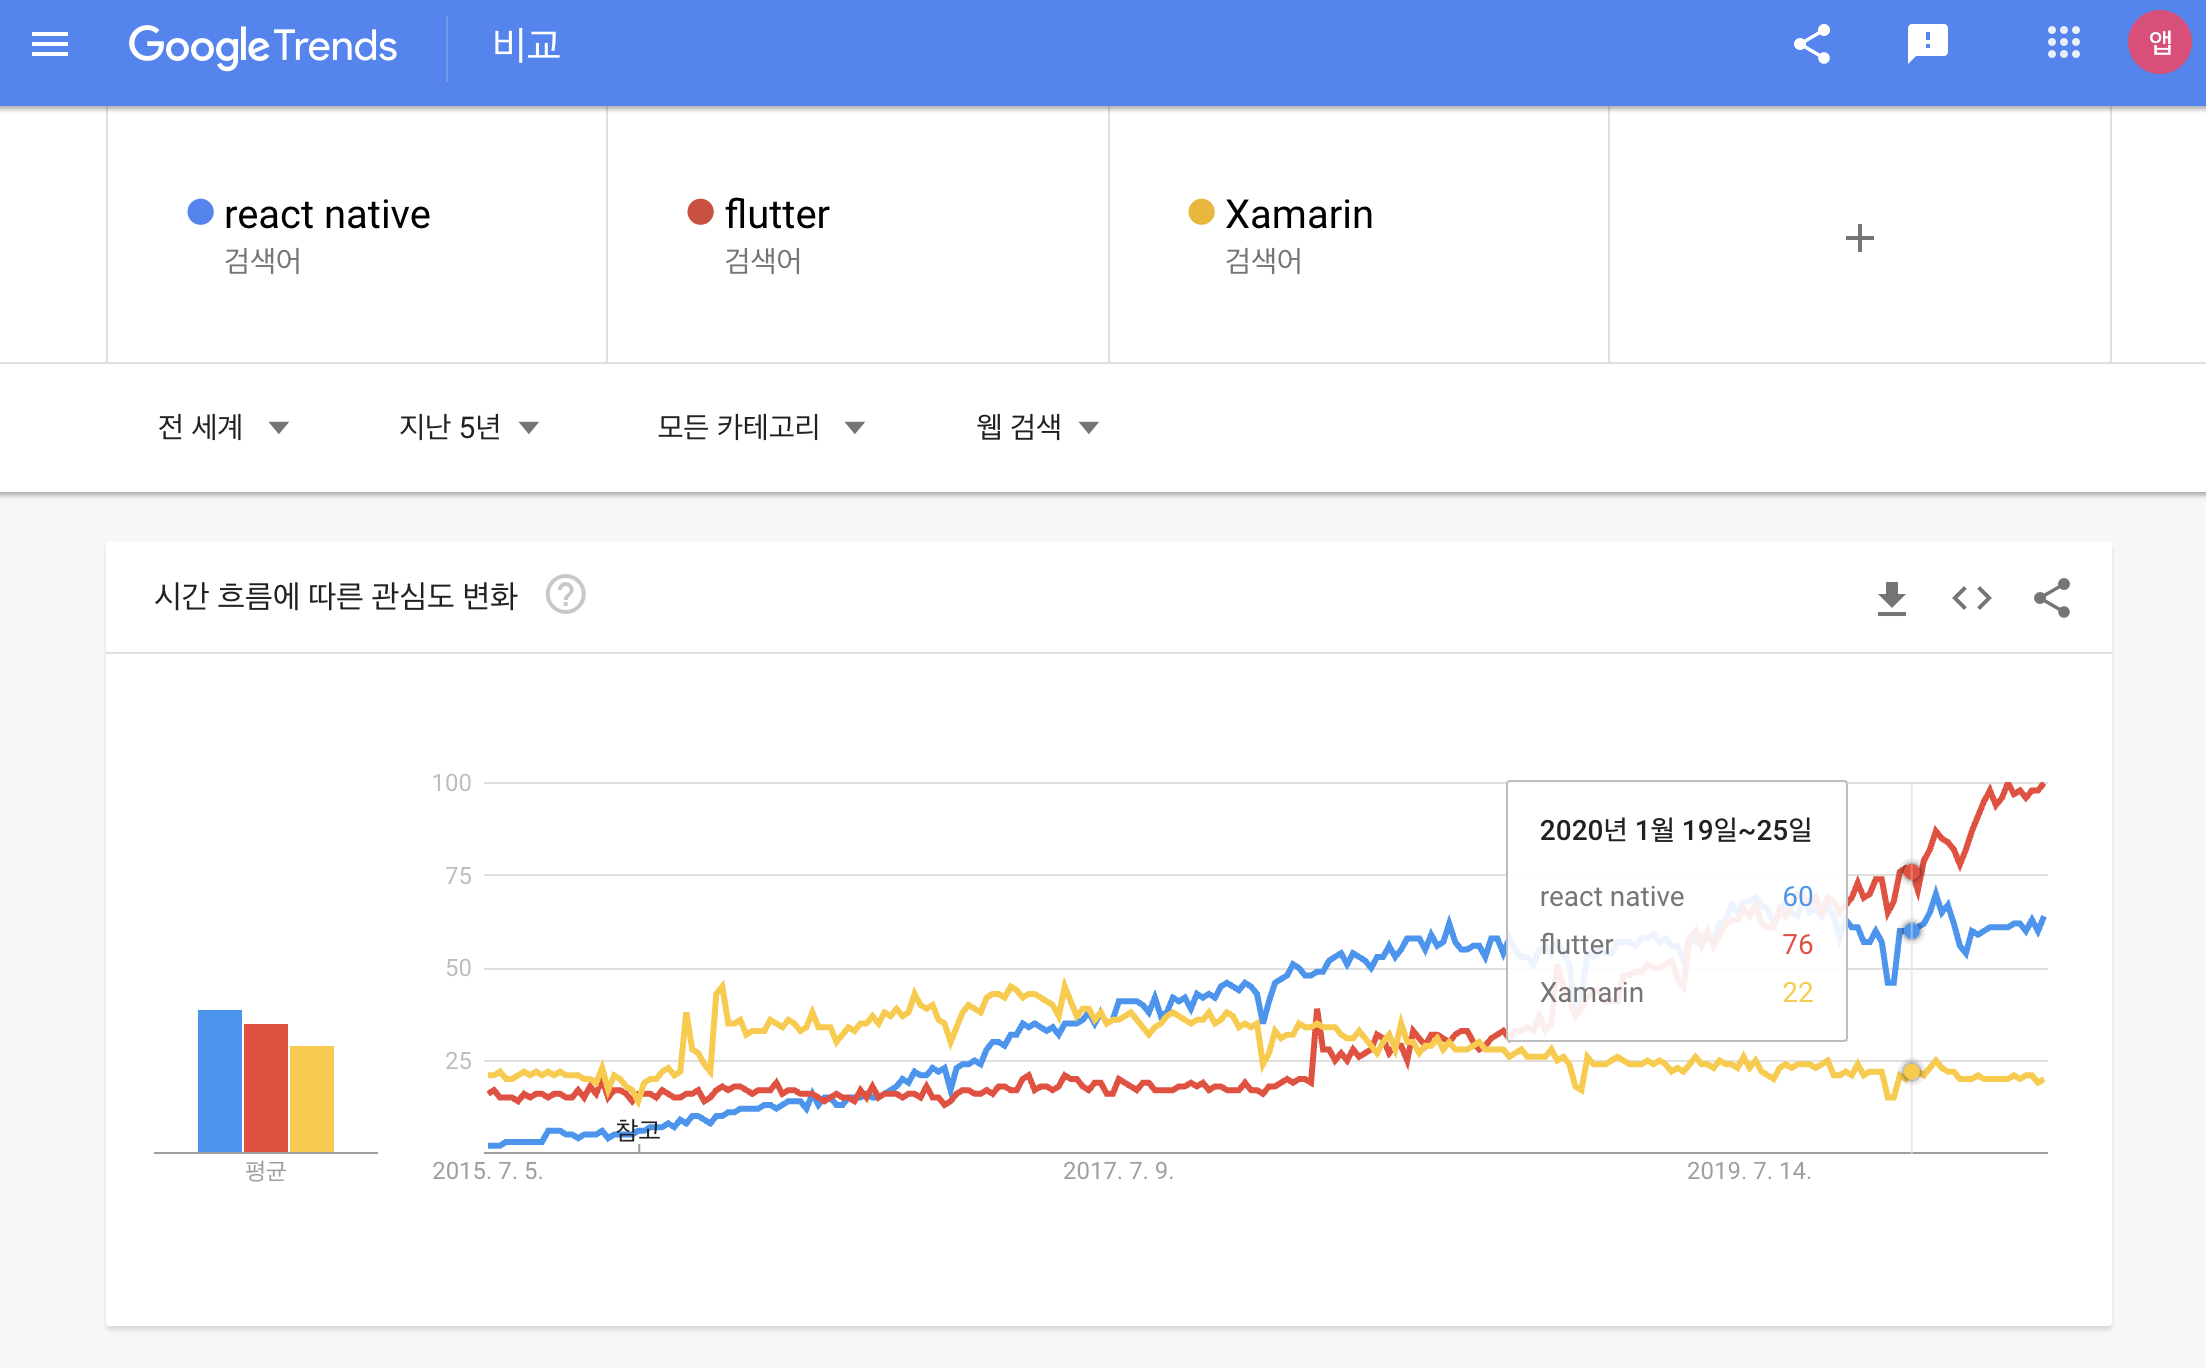 Google Trends 비교 앱
react native
검색어
flutter
검색어
Xamarin
검색어
전 세계 지난 5년 모든 카테고리 웹 검색
시간 흐름에 따른 관심도 변화
100
75
50
25
2020년 1월 19일~25일
react native 60
flutter 76
Xamarin 22
참고
평균
2015. 7. 5. 2017. 7. 9. 2019. 7. 14.